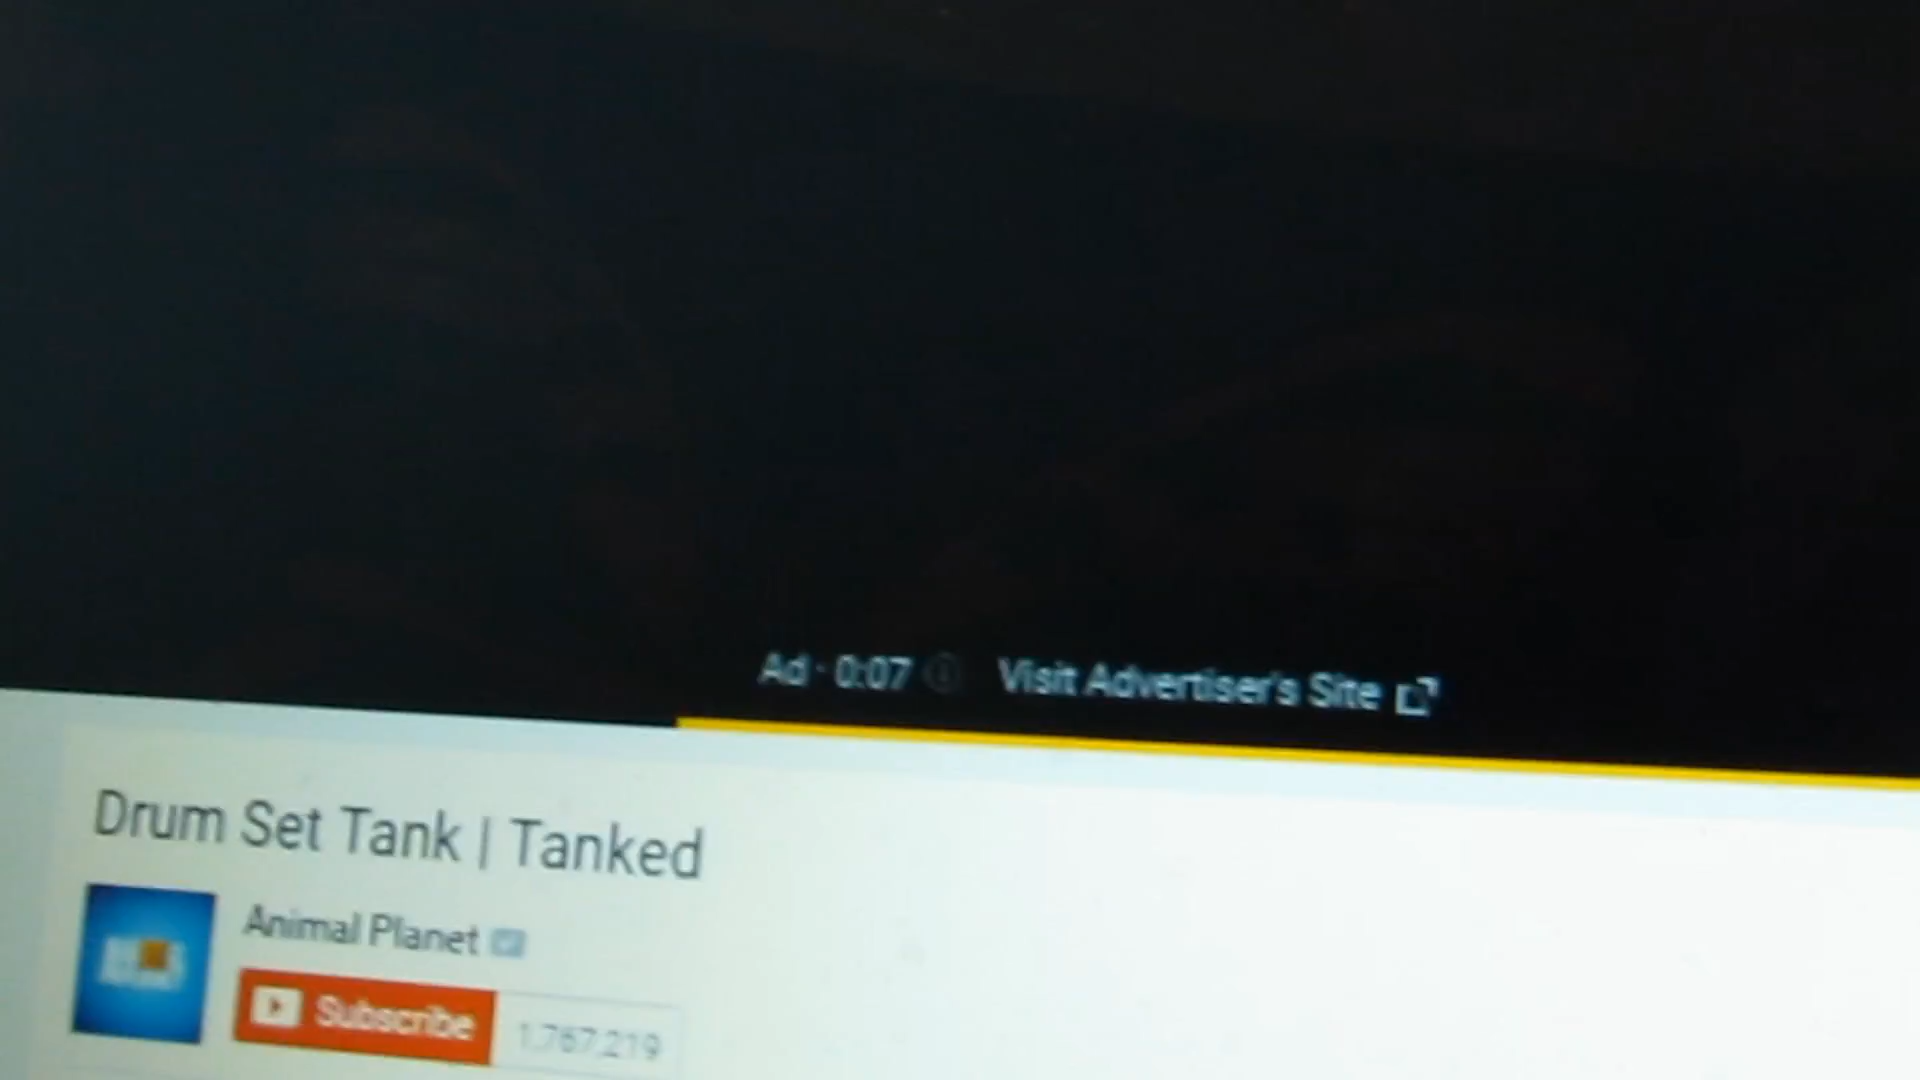 Ad · 0:07 Visit Advertiser's Site
Drum Set Tank | Tanked
Animal Planet
Subscribe 1,767,219